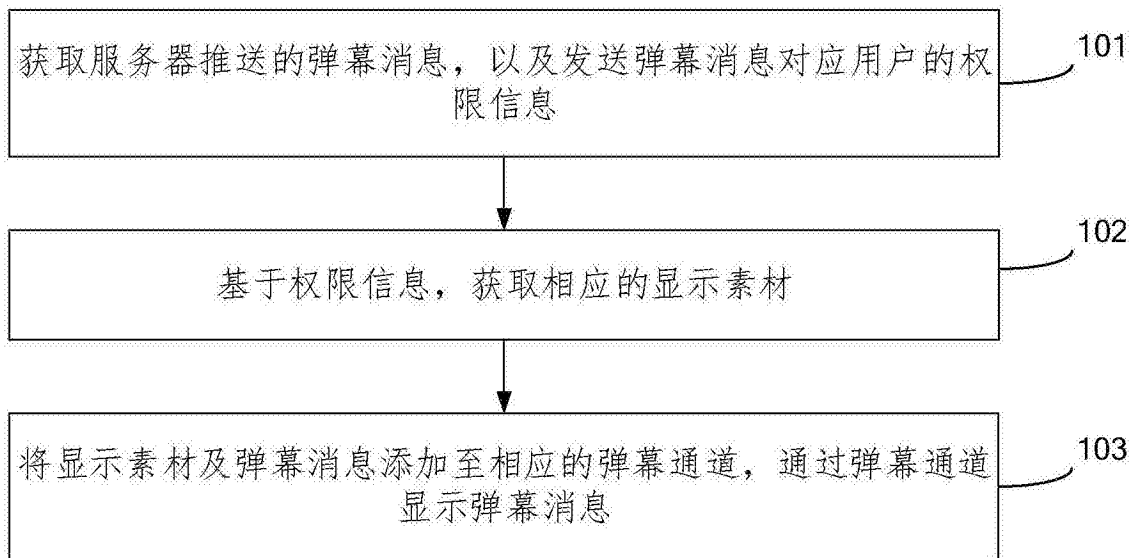 获取服务器推送的弹幕消息，以及发送弹幕消息对应用户的权
限信息
101
基于权限信息，获取相应的显示素材
102
将显示素材及弹幕消息添加至相应的弹幕通道，通过弹幕通道
显示弹幕消息
103